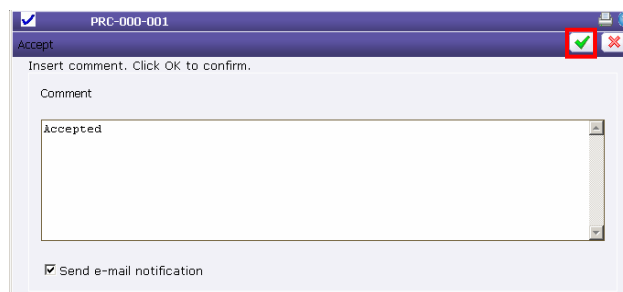 PRC-000-001
Accept
Insert comment. Click OK to confirm.
Comment
Accepted
Send e-mail notification